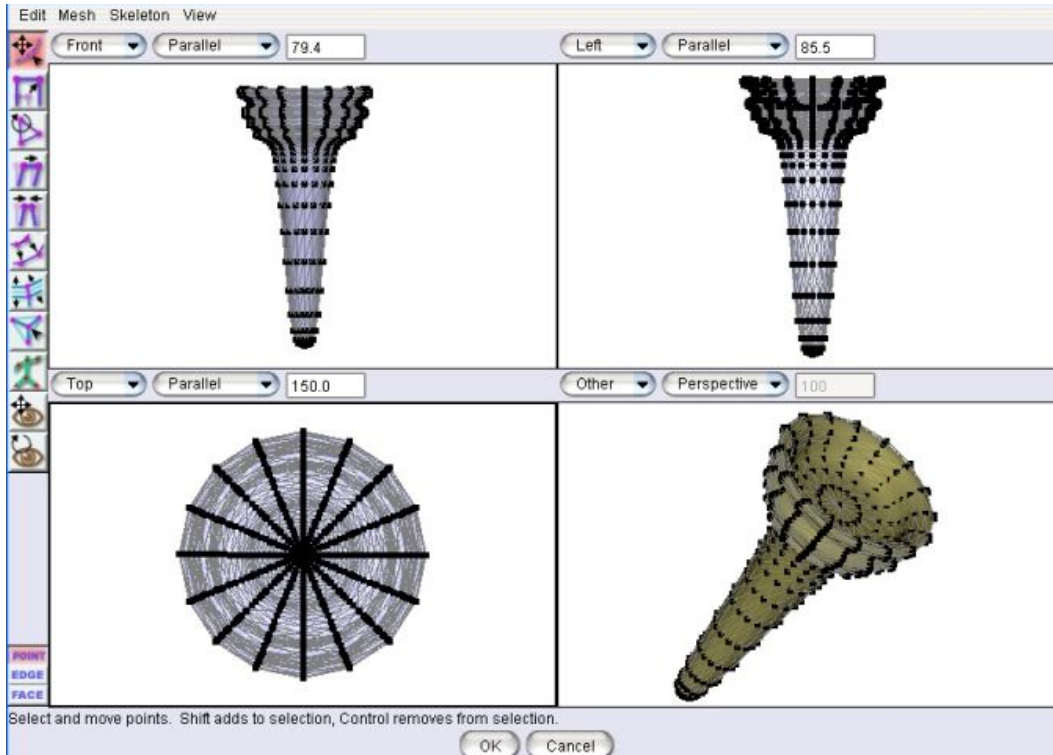 Edit Mesh Skeleton View
Front Parallel 79.4 Left Parallel 85.5
Top Parallel 150.0 Other Perspective 100
POINT
EDGE
FACE
Select and move points. Shift adds to selection, Control removes from selection.
OK Cancel